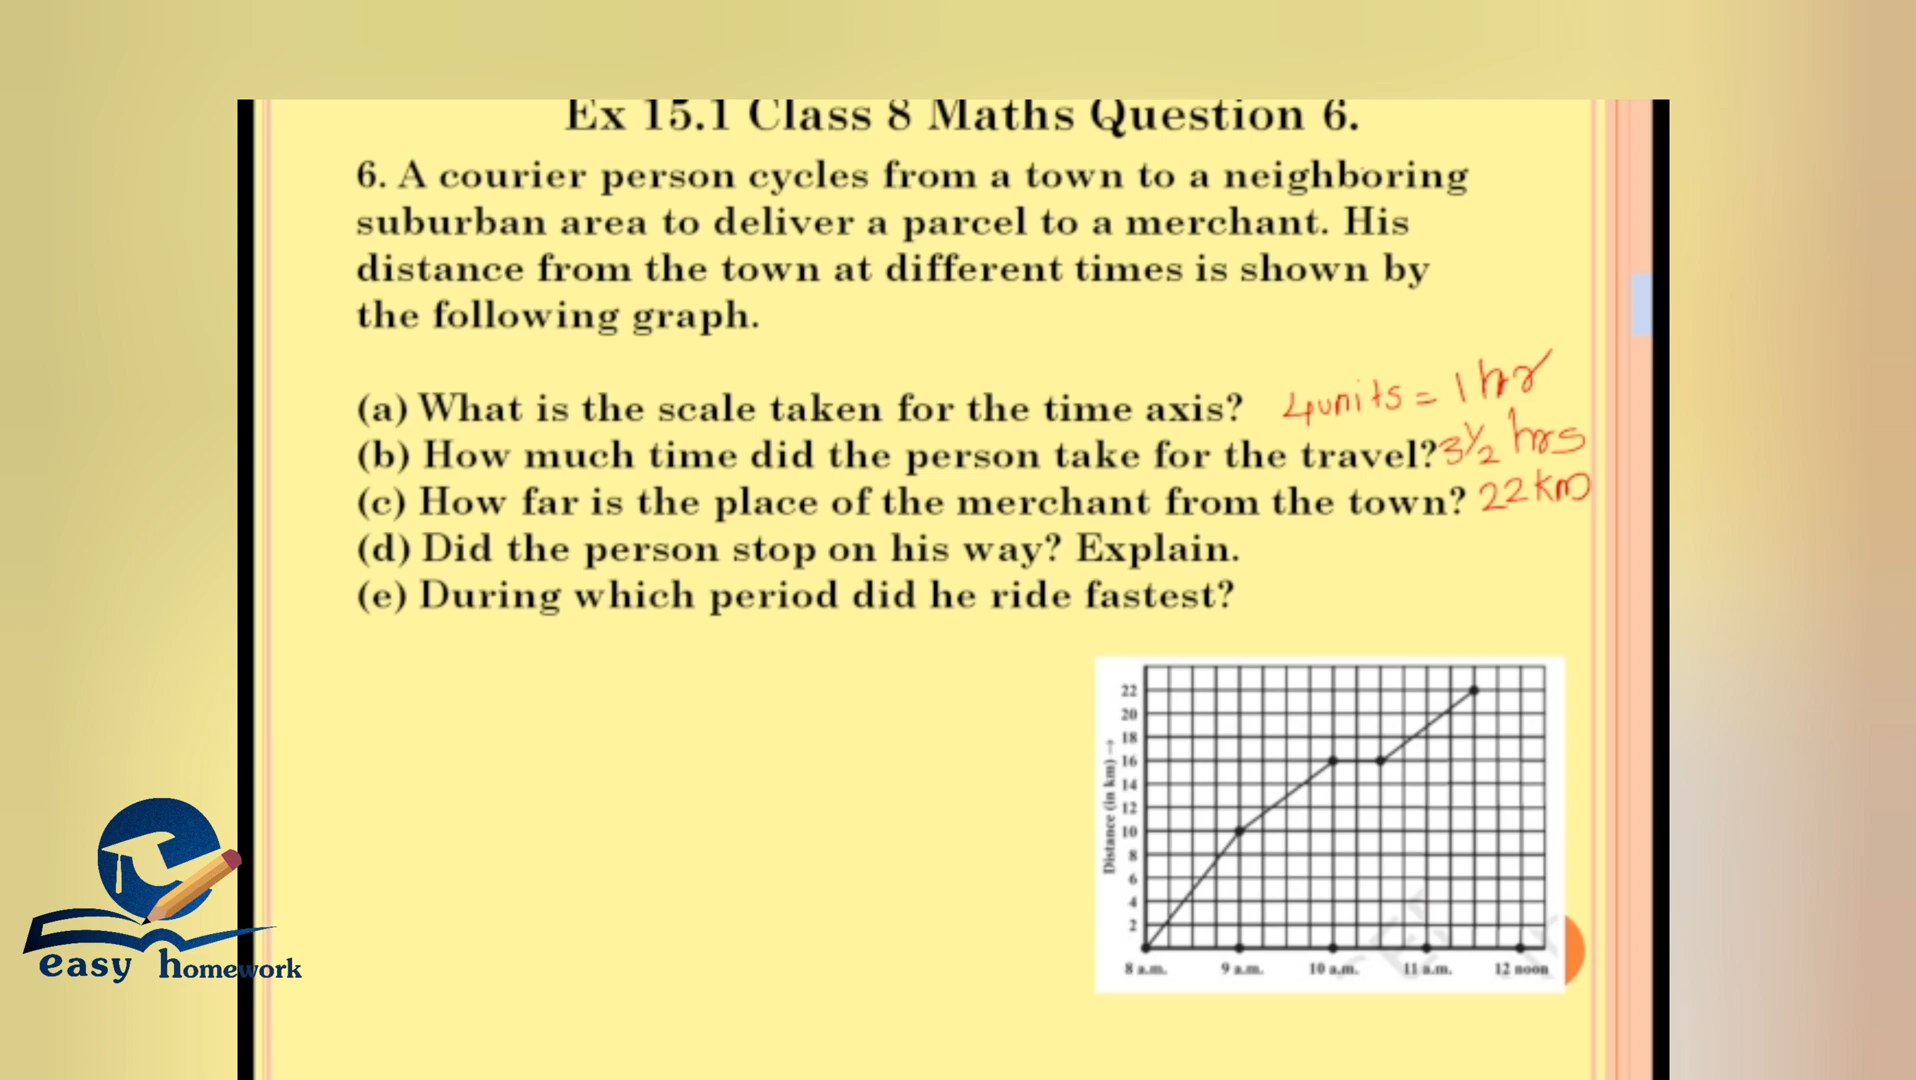 Ex 15.1 Class 8 Maths Question 6.
6. A courier person cycles from a town to a neighboring
suburban area to deliver a parcel to a merchant. His
distance from the town at different times is shown by
the following graph.
(a) What is the scale taken for the time axis? 4units = 1 hr
(b) How much time did the person take for the travel? 3½ hrs
(c) How far is the place of the merchant from the town? 22km
(d) Did the person stop on his way? Explain.
(e) During which period did he ride fastest?
22
20
18
16
14
12
10
8
6
4
2
Distance (in km) →
8 a.m. 9 a.m. 10 a.m. 11 a.m. 12 noon
easy Homework